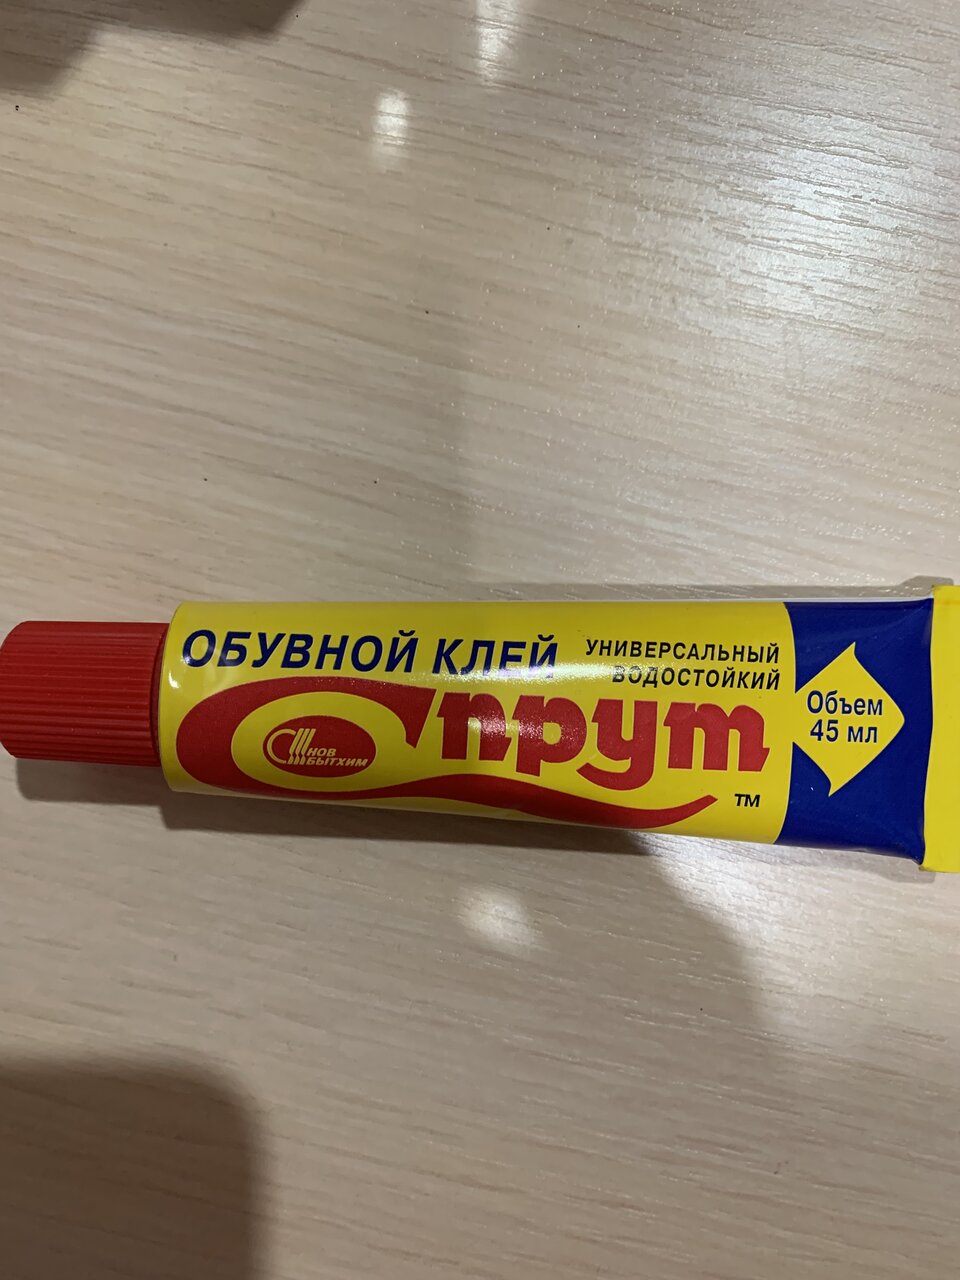 ОБУВНОЙ КЛЕЙ
УНИВЕРСАЛЬНЫЙ
ВОДОСТОЙКИЙ
Спрут
ТМ
НОВ
БЫТХИМ
Объем
45 мл